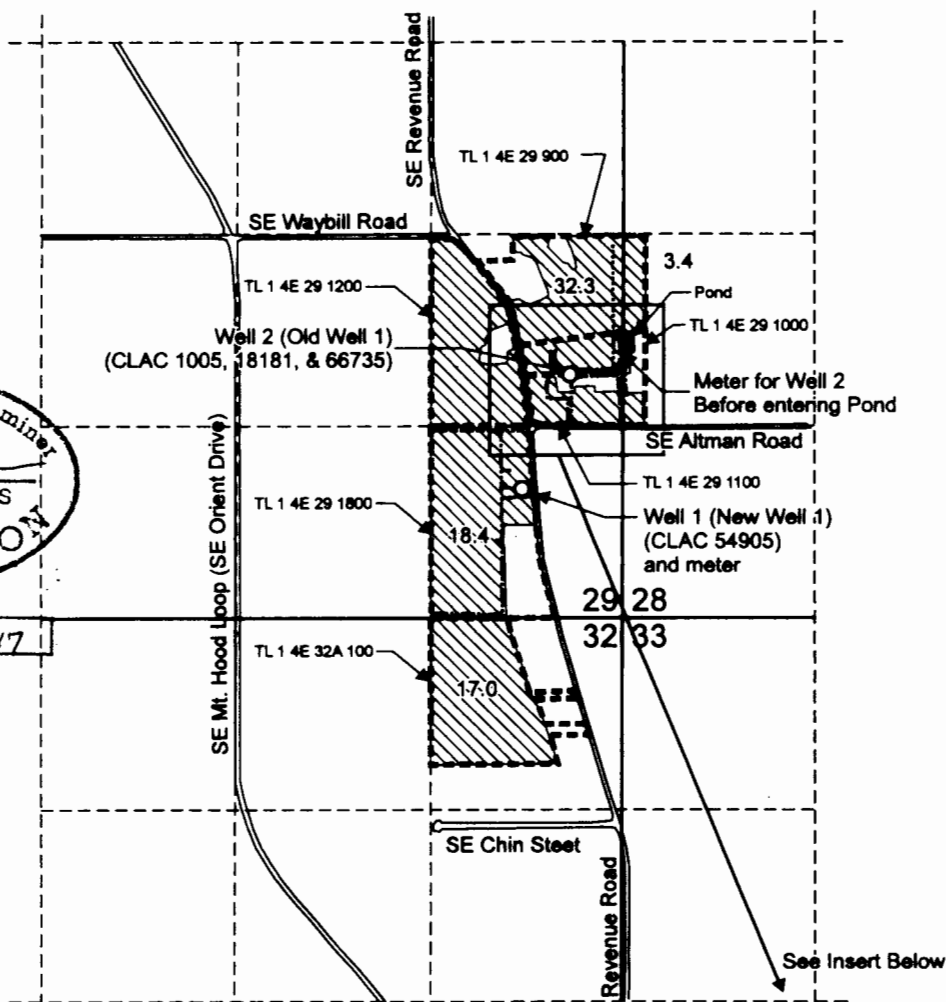 SE Revenue Road
TL 1 4E 29 900
SE Waybill Road
3.4
32.3
TL 1 4E 29 1200
Pond
TL 1 4E 29 1000
Well 2 (Old Well 1)
(CLAC 1005, 18181, & 66735)
Meter for Well 2
Before entering Pond
miner
SE Altman Road
S
TL 1 4E 29 1100
ON
TL 1 4E 29 1800
Well 1 (New Well 1)
(CLAC 54905)
and meter
18.4
SE Mt. Hood Loop (SE Orient Drive)
29 28
32 33
17
TL 1 4E 32A 100
17.0
SE Chin Steet
Revenue Road
See Insert Below